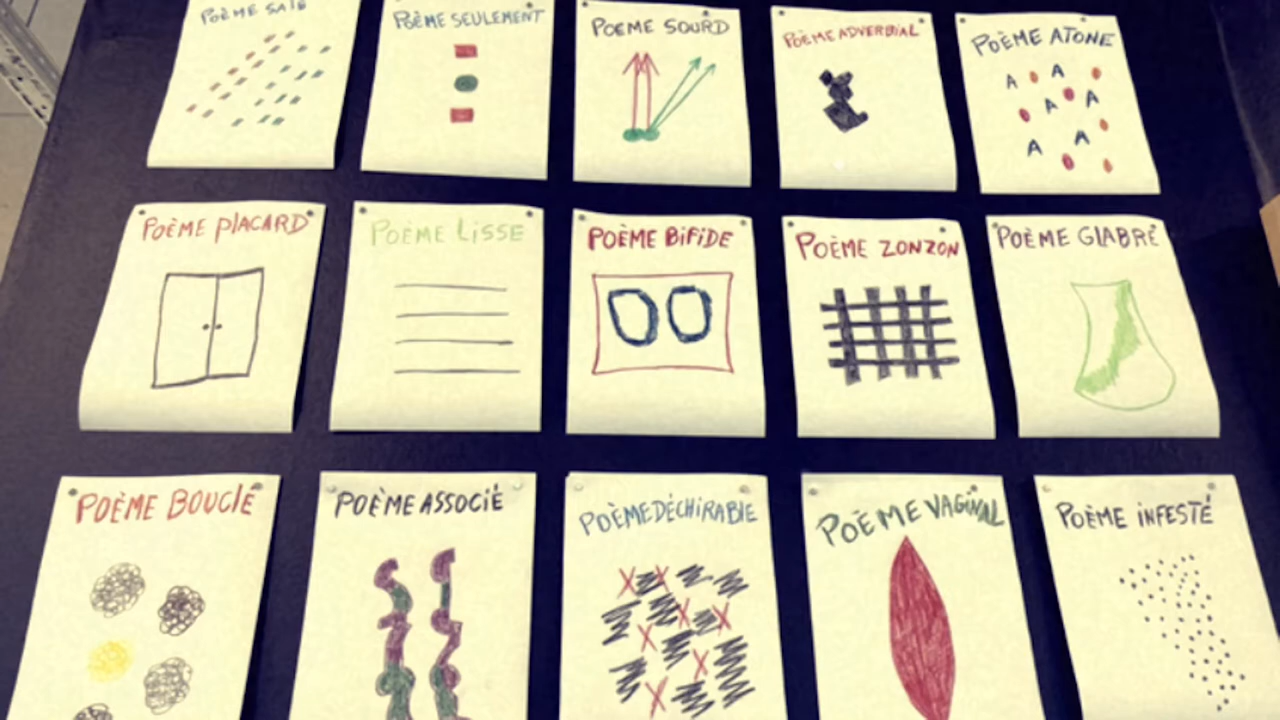 POÈME
POÈME SEULEMENT
POEME SOURD
POÈME ADVERBIAL
POÈME ATONE
A A
A A
A
A
POÈME PLACARD
POÈME LiSSE
POÈME BiFiDE
POÈME ZONZON
POÈME GLABRE
POÈME BOUCLÉ
POÈME ASSOCiÉ
POÈME DÉCHiRABLE
POÈME VAGiNAL
POÈME iNFESTÉ